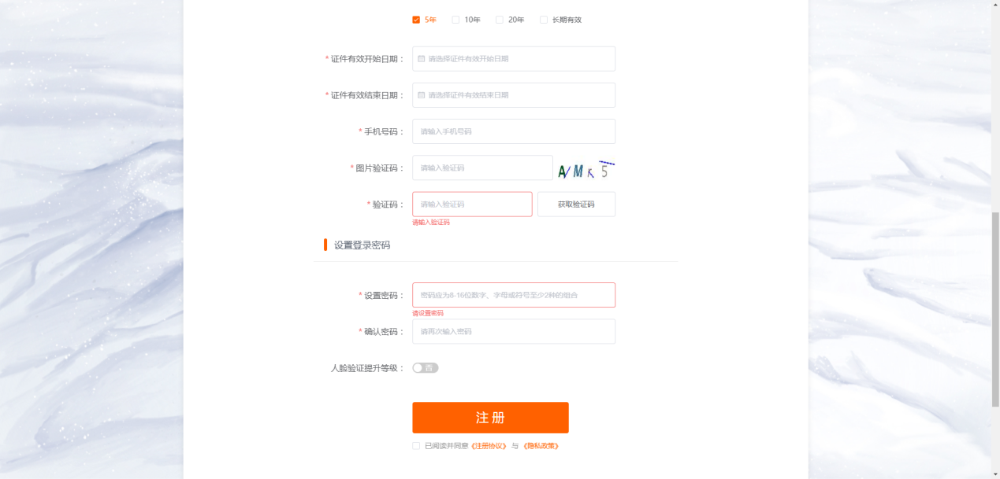 5年 10年 20年 长期有效
* 证件有效开始日期： 请选择证件有效开始日期
* 证件有效结束日期： 请选择证件有效结束日期
* 手机号码： 请输入手机号码
* 图片验证码： 请输入验证码 A/MK5
* 验证码： 请输入验证码 获取验证码
请输入验证码
设置登录密码
* 设置密码： 密码应为8-16位数字、字母或符号至少2种的组合
请设置密码
* 确认密码： 请再次输入密码
人脸验证提升等级： 否
注册
已阅读并同意《注册协议》 与 《隐私政策》